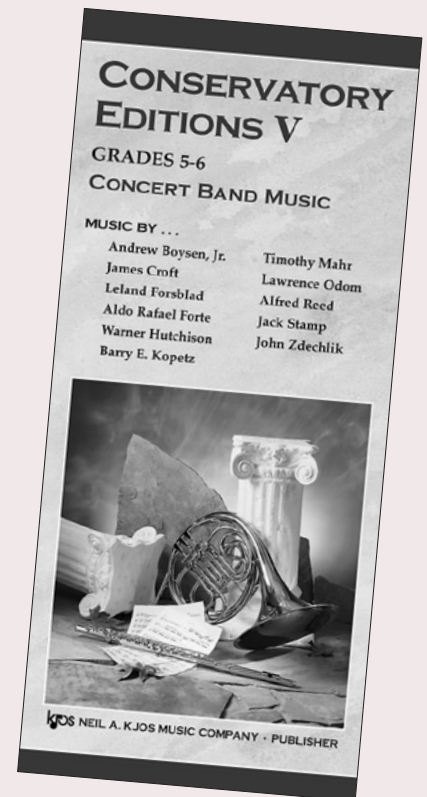 CONSERVATORY
EDITIONS V
GRADES 5-6
CONCERT BAND MUSIC
MUSIC BY . . .
Andrew Boysen, Jr.
James Croft
Leland Forsblad
Aldo Rafael Forte
Warner Hutchison
Barry E. Kopetz
Timothy Mahr
Lawrence Odom
Alfred Reed
Jack Stamp
John Zdechlik
KJOS NEIL A. KJOS MUSIC COMPANY · PUBLISHER